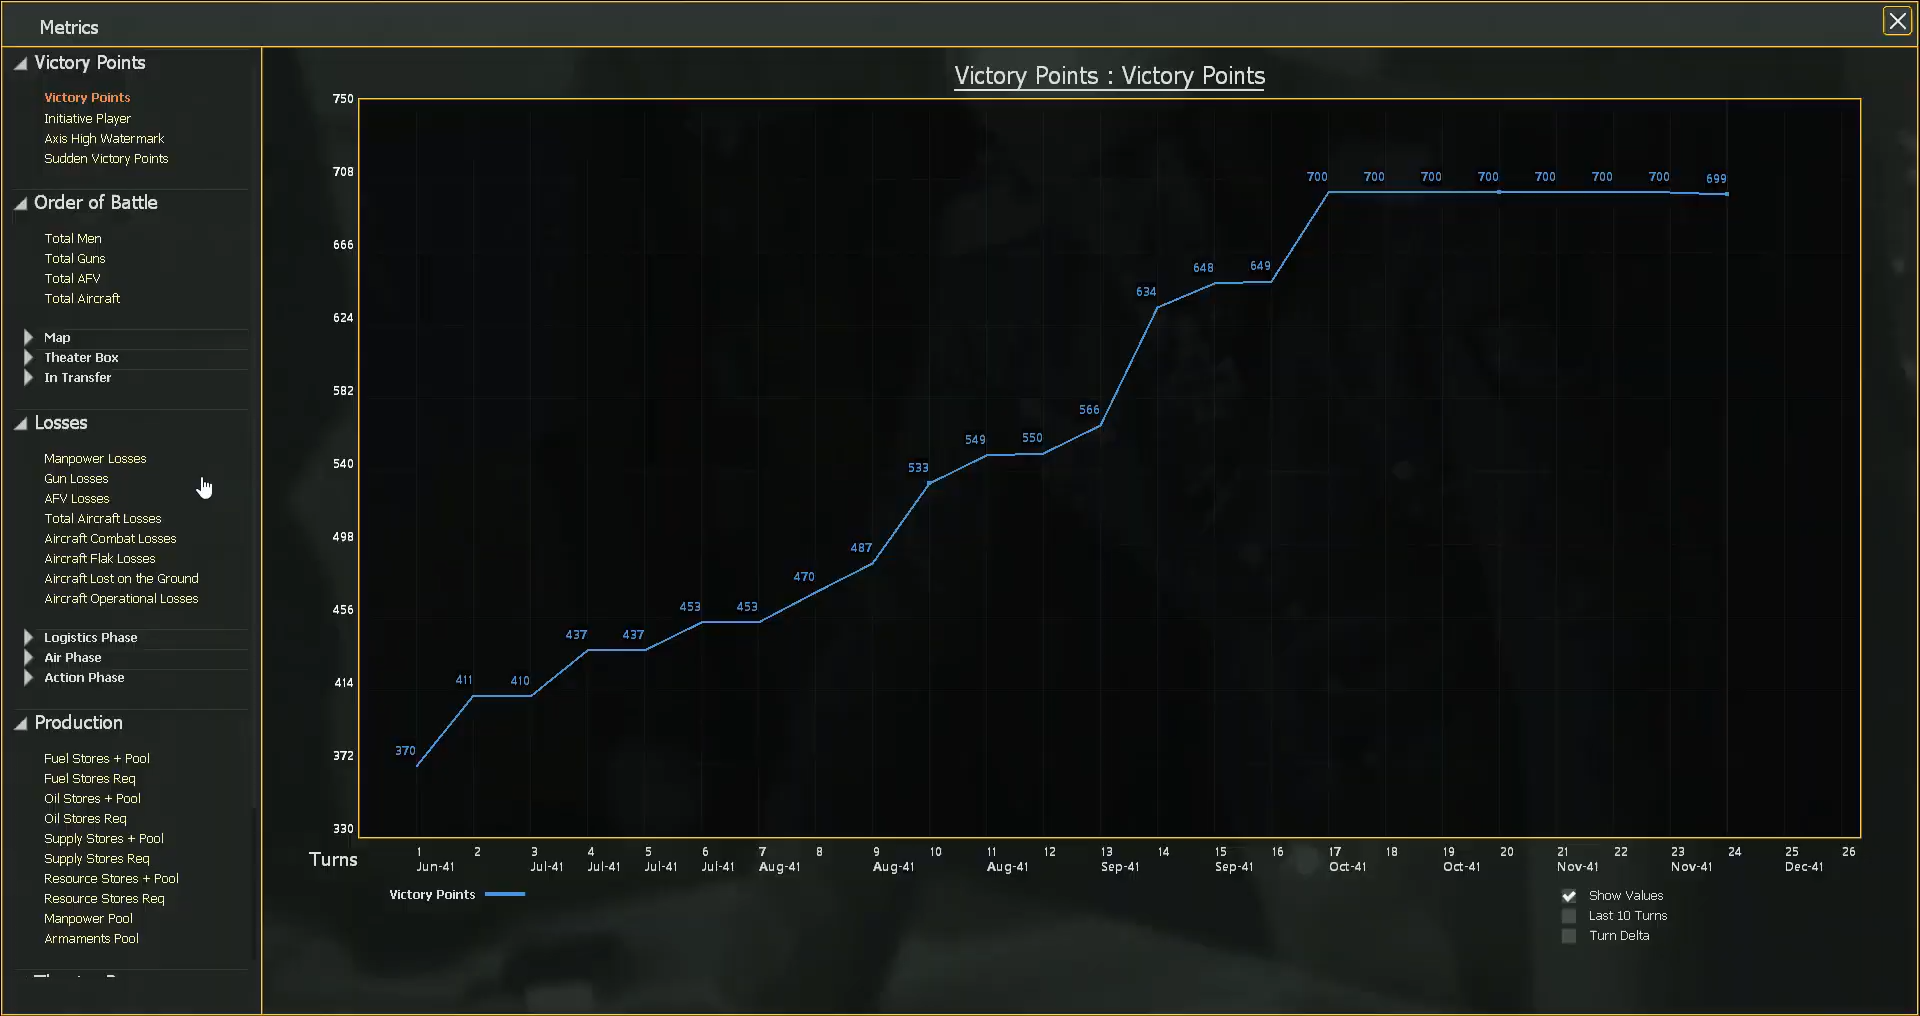 Metrics
Victory Points
Victory Points
Initiative Player
Axis High Watermark
Sudden Victory Points
Order of Battle
Total Men
Total Guns
Total AFV
Total Aircraft
Map
Theater Box
In Transfer
Losses
Manpower Losses
Gun Losses
AFV Losses
Total Aircraft Losses
Aircraft Combat Losses
Aircraft Flak Losses
Aircraft Lost on the Ground
Aircraft Operational Losses
Logistics Phase
Air Phase
Action Phase
Production
Fuel Stores + Pool
Fuel Stores Req
Oil Stores + Pool
Oil Stores Req
Supply Stores + Pool
Supply Stores Req
Resource Stores + Pool
Resource Stores Req
Manpower Pool
Armaments Pool
Victory Points : Victory Points
750
708
666
624
582
540
498
456
414
372
330
370 411 410 437 437 453 453 470 487 533 549 550 566 634 648 649 700 700 700 700 700 700 700 699
Turns
1 2 3 4 5 6 7 8 9 10 11 12 13 14 15 16 17 18 19 20 21 22 23 24 25 26
Jun-41 Jul-41 Jul-41 Jul-41 Jul-41 Aug-41 Aug-41 Aug-41 Sep-41 Sep-41 Oct-41 Oct-41 Nov-41 Nov-41 Dec-41
Victory Points
Show Values
Last 10 Turns
Turn Delta